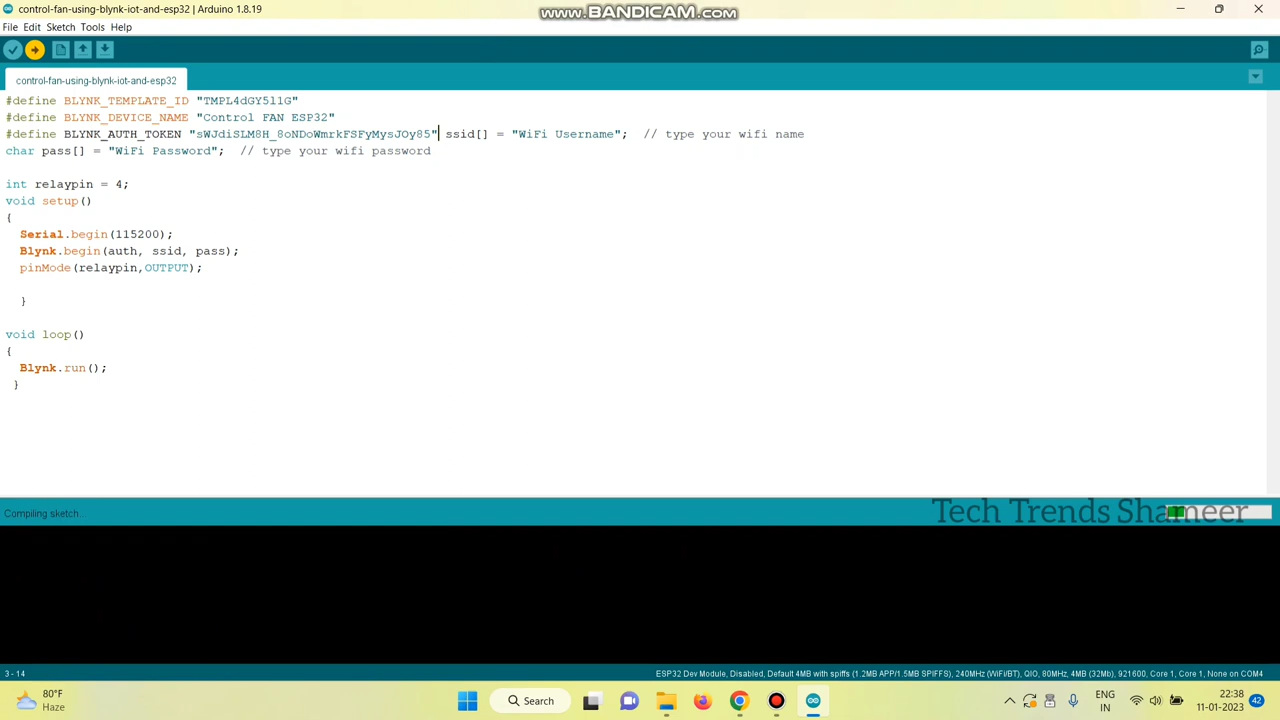 control-fan-using-blynk-iot-and-esp32 | Arduino 1.8.19
www.BANDICAM.com
File Edit Sketch Tools Help
control-fan-using-blynk-iot-and-esp32
#define BLYNK_TEMPLATE_ID "TMPL4dGY5l1G"
#define BLYNK_DEVICE_NAME "Control FAN ESP32"
#define BLYNK_AUTH_TOKEN "sWJdiSLM8H_8oNDoWmrkFSFyMysJOy85" ssid[] = "WiFi Username"; // type your wifi name
char pass[] = "WiFi Password"; // type your wifi password
int relaypin = 4;
void setup()
{
Serial.begin(115200);
Blynk.begin(auth, ssid, pass);
pinMode(relaypin,OUTPUT);
}
void loop()
{
Blynk.run();
}
Compiling sketch...
Tech Trends Shameer
3 - 14
ESP32 Dev Module, Disabled, Default 4MB with spiffs (1.2MB APP/1.5MB SPIFFS), 240MHz (WiFi/BT), QIO, 80MHz, 4MB (32Mb), 921600, Core 1, Core 1, None on COM4
80°F
Haze
Search
ENG
IN
22:38
11-01-2023
42